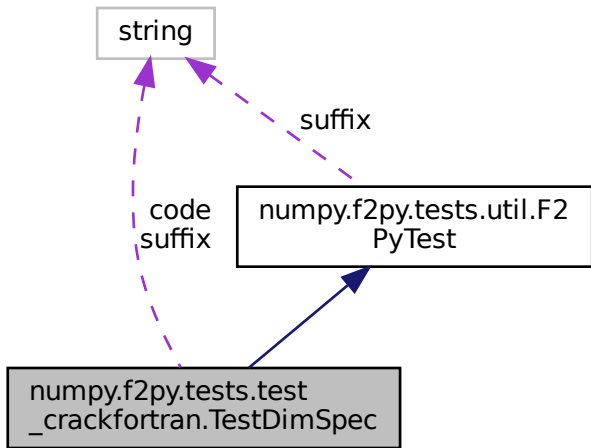 string
suffix
code
suffix
numpy.f2py.tests.util.F2
PyTest
numpy.f2py.tests.test
_crackfortran.TestDimSpec